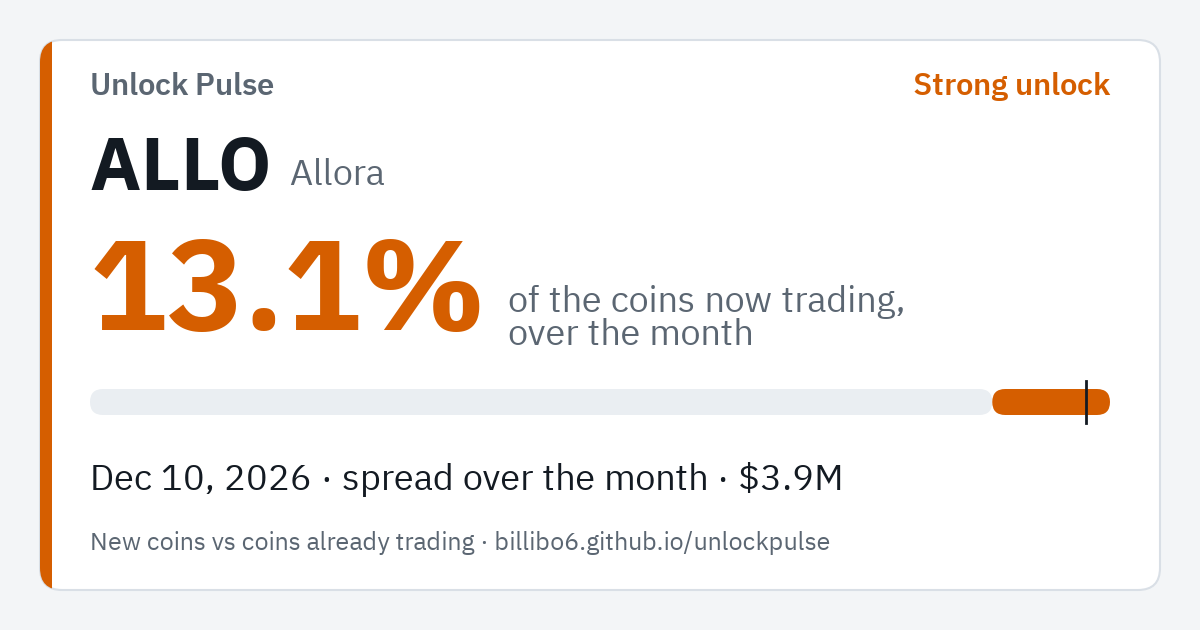 Unlock Pulse
Strong unlock
ALLO Allora
13.1% of the coins now trading,
over the month
Dec 10, 2026 · spread over the month · $3.9M
New coins vs coins already trading · billibo6.github.io/unlockpulse